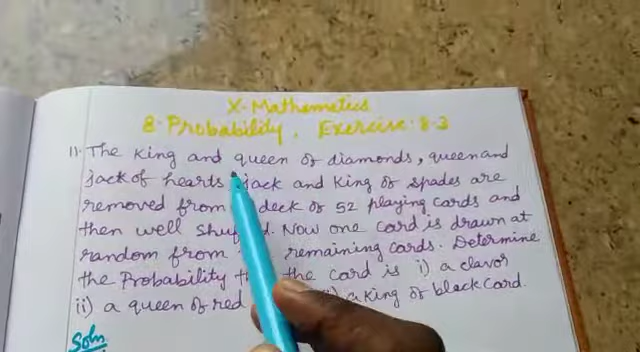 X-Mathematics
8-Probability, Exercise:8.3
11. The King and queen of diamonds, queen and
jack of hearts, jack and King of spades are
removed from deck of 52 playing cards and
then well. Now one card is drawn at
random from remaining cards. Determine
the Probability the card is i) a clavor
ii) a queen of red a King of black card.
Soln